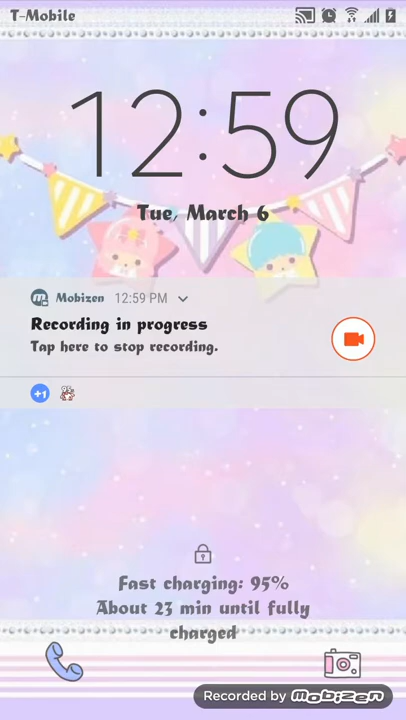 T-Mobile
12:59
Tue, March 6
Mobizen 12:59 PM
Recording in progress
Tap here to stop recording.
+1
Fast charging: 95%
About 23 min until fully
charged
Recorded by MOBIZEN